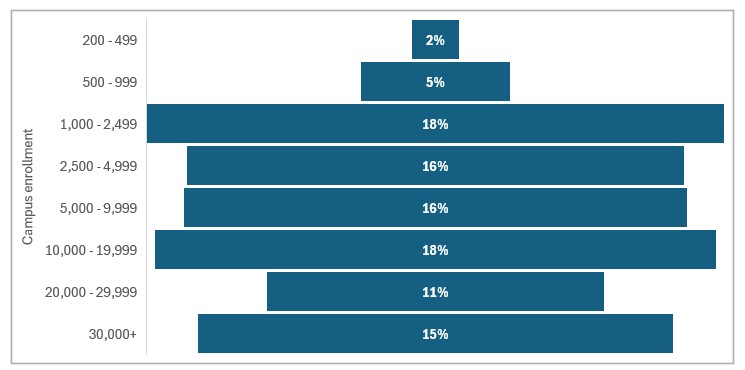 Campus enrollment
200 - 499 2%
500 - 999 5%
1,000 - 2,499 18%
2,500 - 4,999 16%
5,000 - 9,999 16%
10,000 - 19,999 18%
20,000 - 29,999 11%
30,000+ 15%